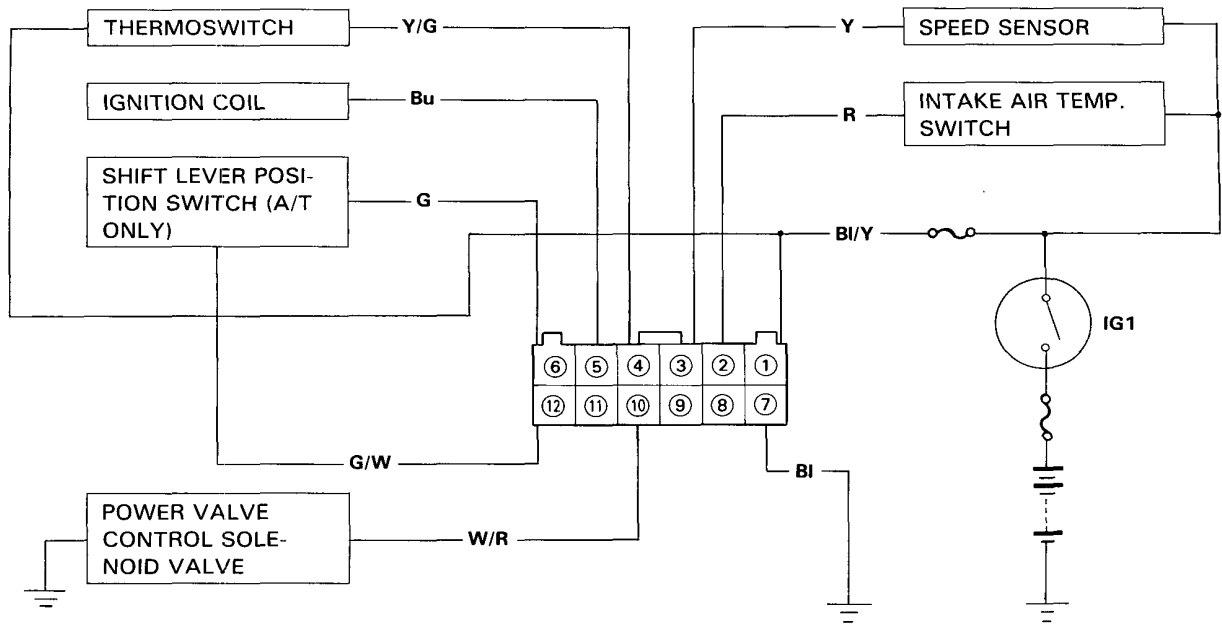 THERMOSWITCH
Y/G
Y
SPEED SENSOR
IGNITION COIL
Bu
R
INTAKE AIR TEMP.
SWITCH
SHIFT LEVER POSI-
TION SWITCH (A/T
ONLY)
G
Bl/Y
IG1
6 5 4 3 2 1
12 11 10 9 8 7
G/W
Bl
POWER VALVE
CONTROL SOLE-
NOID VALVE
W/R